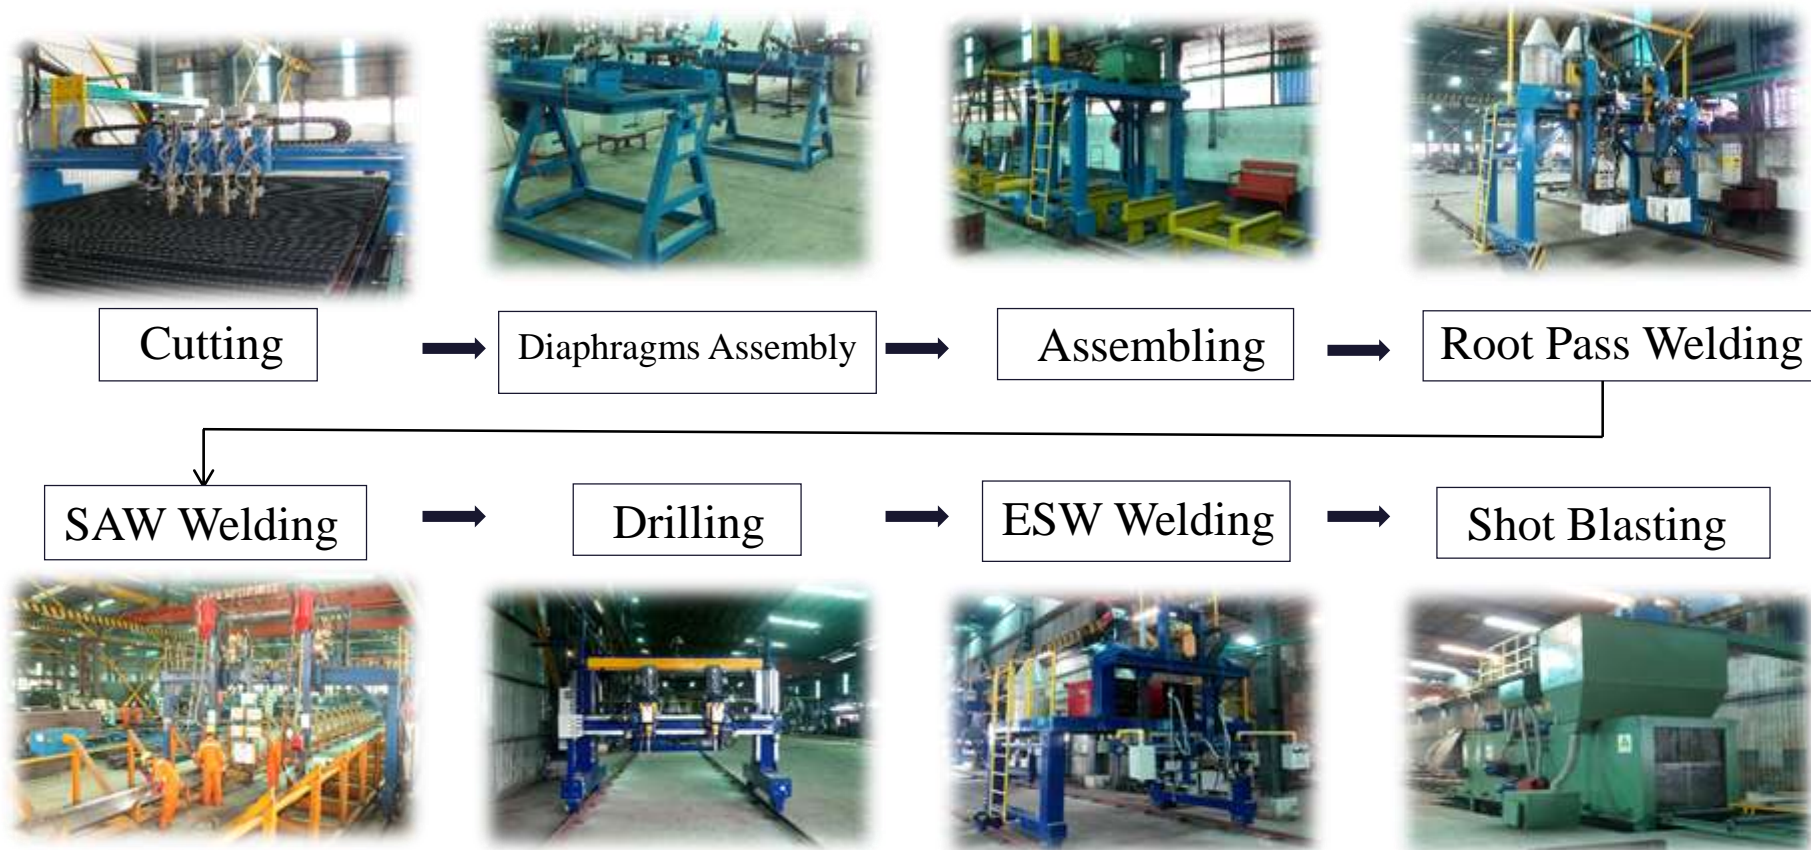 Cutting
Diaphragms Assembly
Assembling
Root Pass Welding
SAW Welding
Drilling
ESW Welding
Shot Blasting